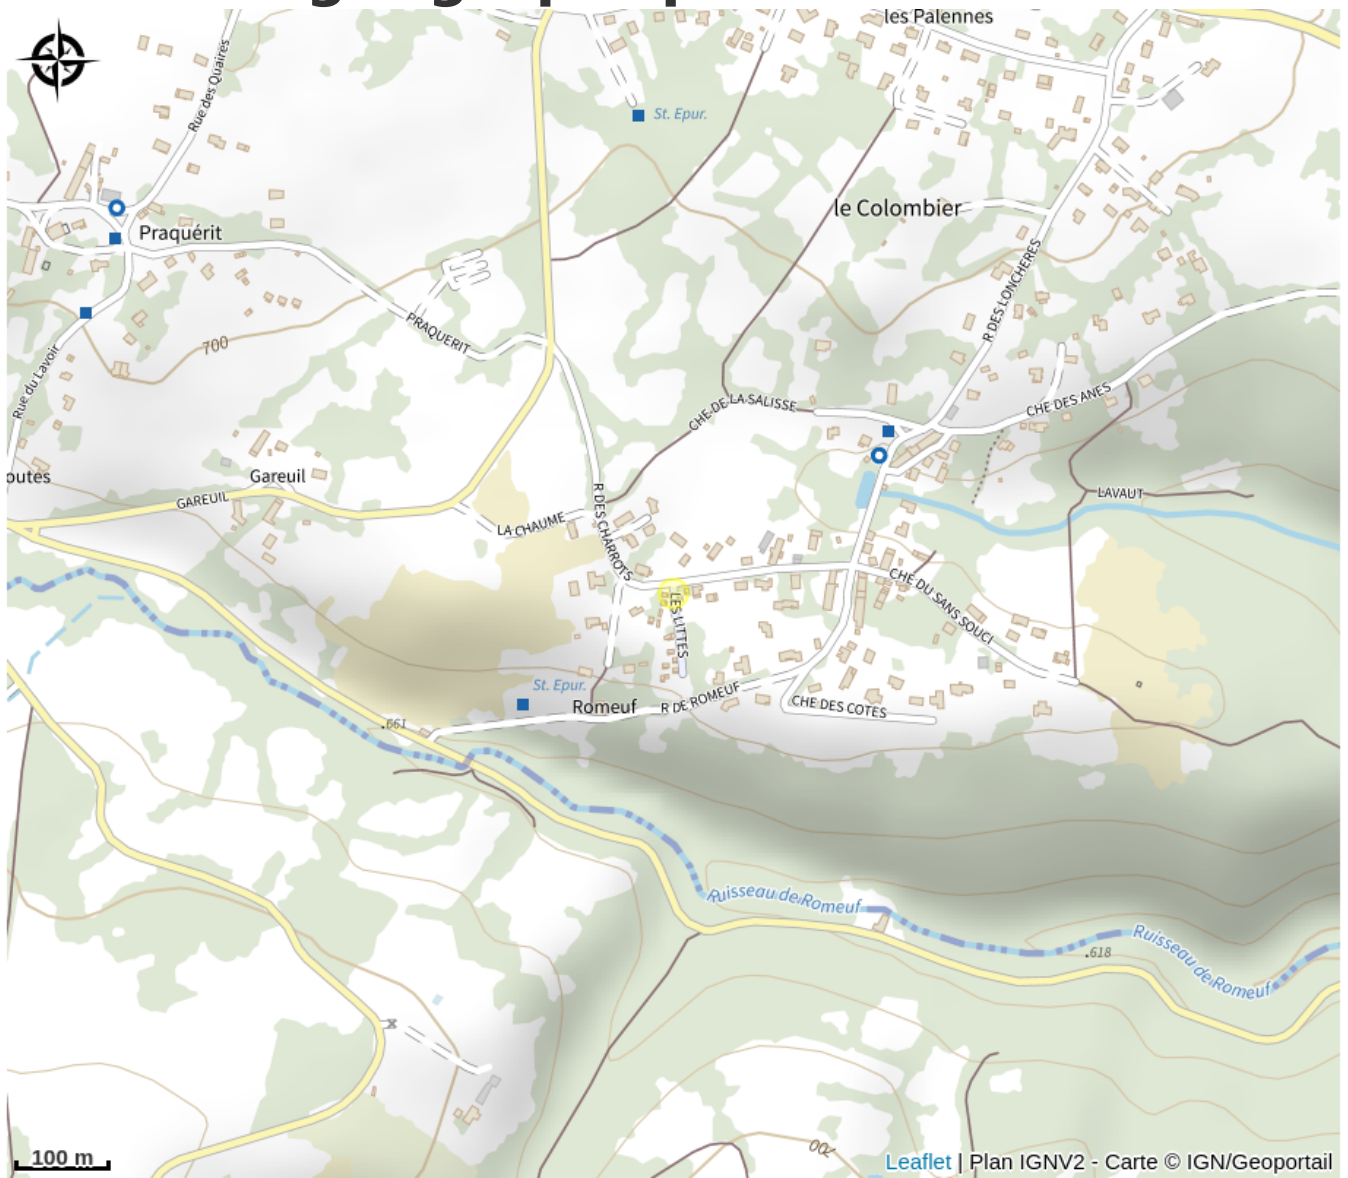 les Palennes
Rue des Quaires
St. Epur.
le Colombier
Praquérit
R DES LONCHERES
PRAQUERIT
700
Rue du Lavoir
CHE DE LA SALISSE
CHE DES ANES
outes
Gareuil
GAREUIL
LAVAUT
LA CHAUME
R DES CHARROTS
CHE DU SANS SOUCI
LES LITTES
St. Epur.
Romeuf
R DE ROMEUF
CHE DES COTES
.661
Ruisseau de Romeuf
Ruisseau de Romeuf
.618
700
100 m
Leaflet | Plan IGNV2 - Carte © IGN/Geoportail